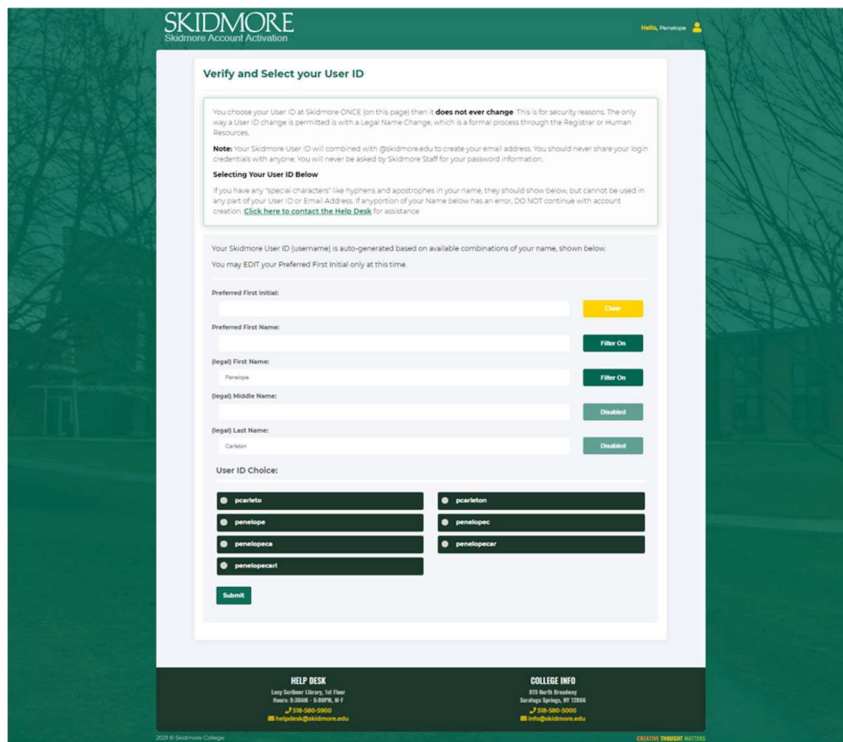 SKIDMORE
Skidmore Account Activation
Hello, Penelope
Verify and Select your User ID
You choose your User ID at Skidmore ONCE (on this page) then it does not ever change. This is for security reasons. The only
way a User ID change is permitted is with a Legal Name Change, which is a formal process through the Registrar or Human
Resources.
Note: Your Skidmore User ID will combined with @skidmore.edu to create your email address. You should never share your login
credentials with anyone. You will never be asked by Skidmore Staff for your password information.
Selecting Your User ID Below
If you have any "special characters" like hyphens and apostrophes in your name, they should show below, but cannot be used in
any part of your User ID or Email Address. If anyportion of your Name below has an error, DO NOT continue with account
creation. Click here to contact the Help Desk for assistance
Your Skidmore User ID (username) is auto-generated based on available combinations of your name, shown below.
You may EDIT your Preferred First Initial only at this time.
Preferred First Initial:
Clear
Preferred First Name:
Filter On
(legal) First Name:
Penelope
Filter On
(legal) Middle Name:
Disabled
(legal) Last Name:
Carleton
Disabled
User ID Choice:
pcarleto
pcarleton
penelope
penelopec
penelopeca
penelopecar
penelopecarl
Submit
HELP DESK
Lucy Scribner Library, 1st Floor
Hours: 8:30AM - 5:00PM, M-F
518-580-5900
helpdesk@skidmore.edu
COLLEGE INFO
815 North Broadway
Saratoga Springs, NY 12866
518-580-5000
info@skidmore.edu
2021 © Skidmore College
CREATIVE THOUGHT MATTERS